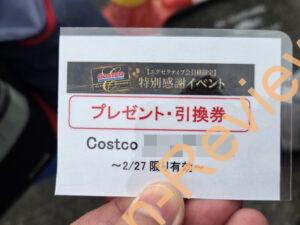 【エグゼクティブ会員様限定】
特別感謝イベント
プレゼント・引換券
Costco
～2/27 限り有効～
n-Review